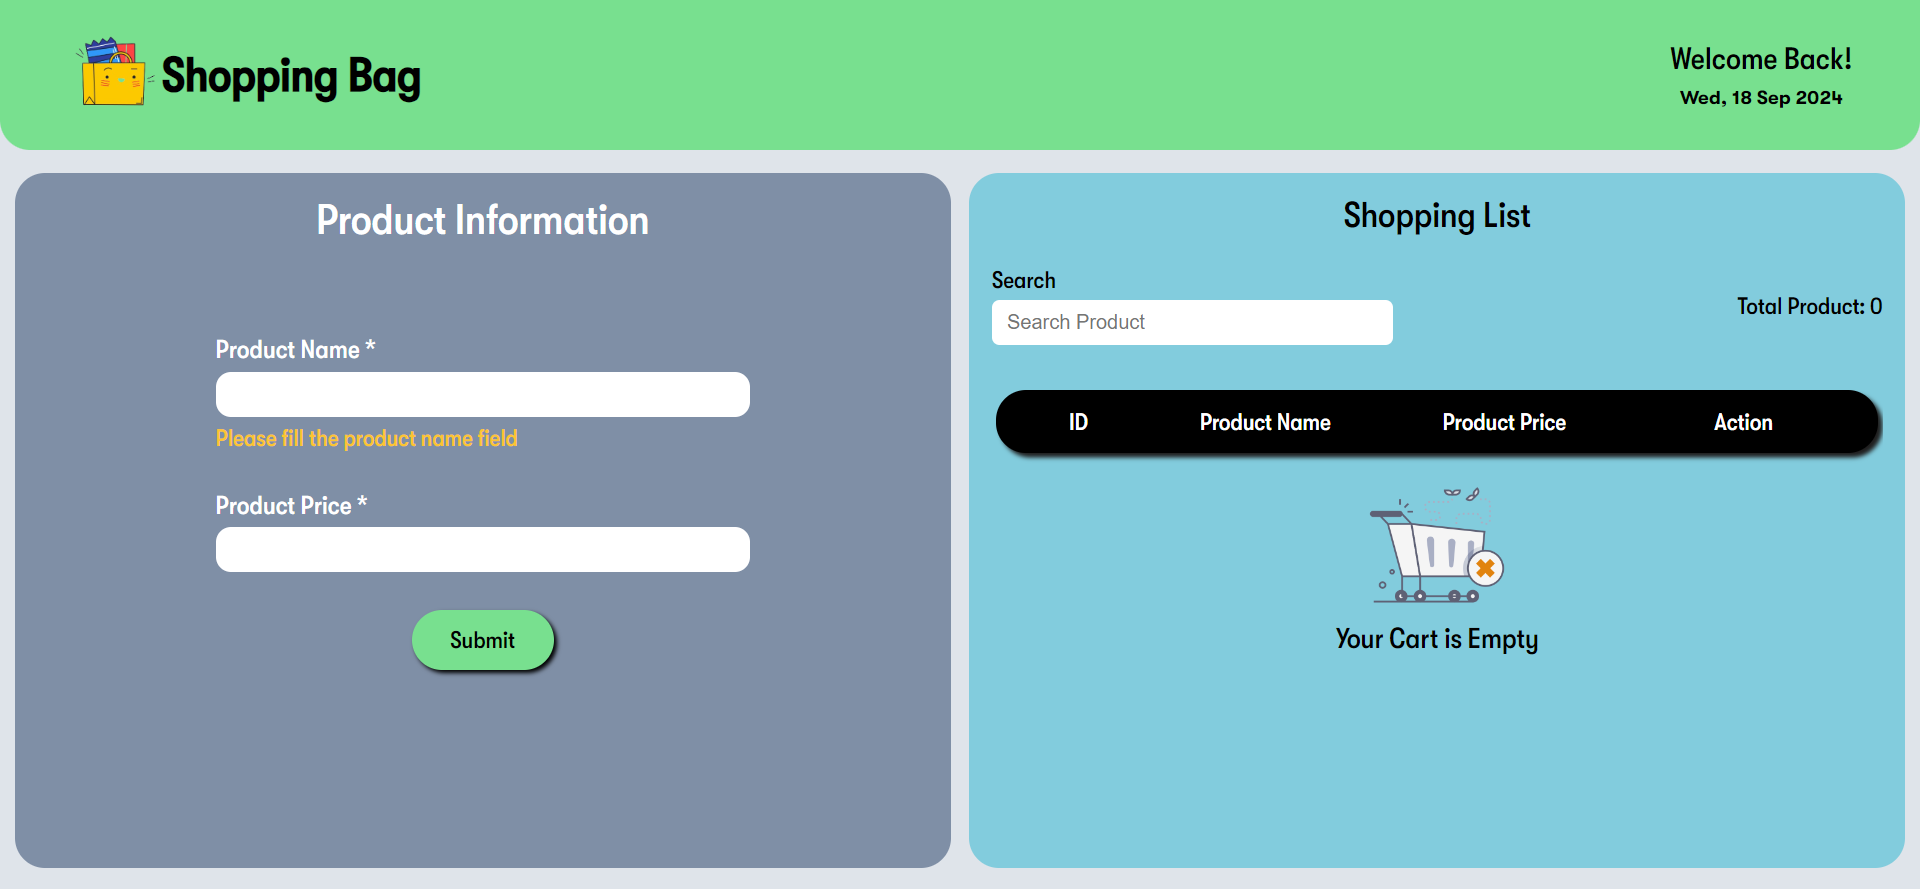 Shopping Bag
Welcome Back!
Wed, 18 Sep 2024
Product Information
Product Name *
Please fill the product name field
Product Price *
Submit
Shopping List
Search
Search Product
Total Product: 0
ID Product Name Product Price Action
Your Cart is Empty